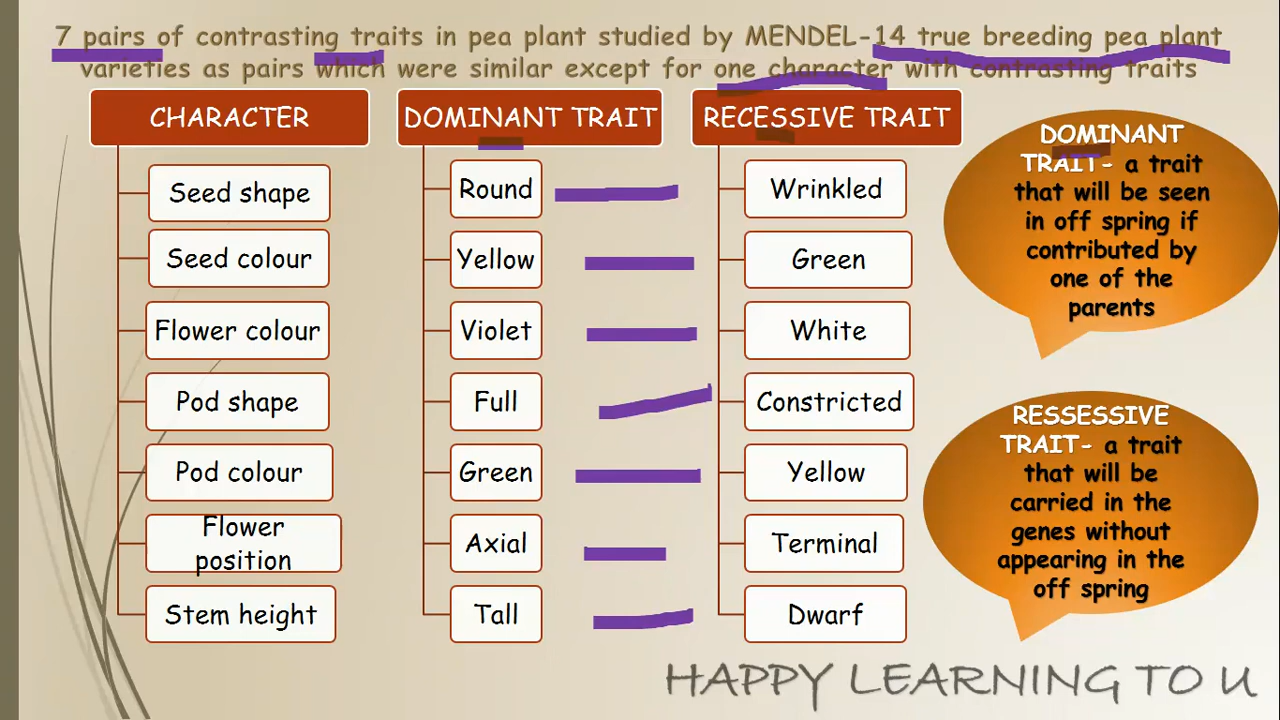 7 pairs of contrasting traits in pea plant studied by MENDEL-14 true breeding pea plant
varieties as pairs which were similar except for one character with contrasting traits
CHARACTER
Seed shape
Seed colour
Flower colour
Pod shape
Pod colour
Flower
position
Stem height
DOMINANT TRAIT
Round
Yellow
Violet
Full
Green
Axial
Tall
RECESSIVE TRAIT
Wrinkled
Green
White
Constricted
Yellow
Terminal
Dwarf
DOMINANT
TRAIT- a trait
that will be seen
in off spring if
contributed by
one of the
parents
RESSESSIVE
TRAIT- a trait
that will be
carried in the
genes without
appearing in the
off spring
HAPPY LEARNING TO U